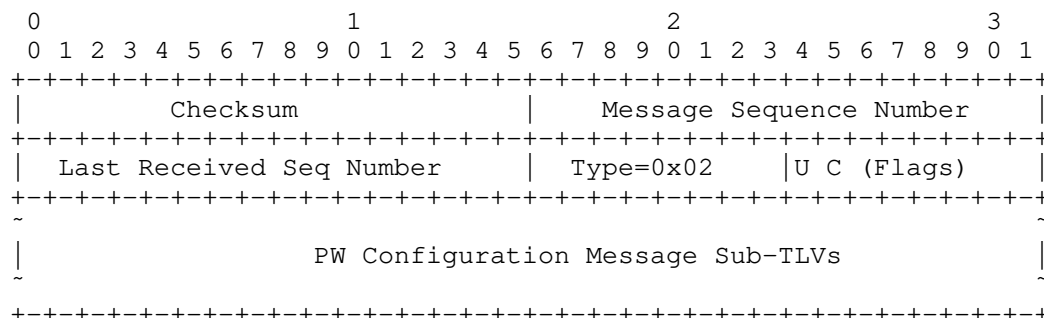 0                   1                   2                   3
 0 1 2 3 4 5 6 7 8 9 0 1 2 3 4 5 6 7 8 9 0 1 2 3 4 5 6 7 8 9 0 1
+-+-+-+-+-+-+-+-+-+-+-+-+-+-+-+-+-+-+-+-+-+-+-+-+-+-+-+-+-+-+-+-+
|         Checksum              |    Message Sequence Number    |
+-+-+-+-+-+-+-+-+-+-+-+-+-+-+-+-+-+-+-+-+-+-+-+-+-+-+-+-+-+-+-+-+
|  Last Received Seq Number     |  Type=0x02    |U C (Flags)    |
+-+-+-+-+-+-+-+-+-+-+-+-+-+-+-+-+-+-+-+-+-+-+-+-+-+-+-+-+-+-+-+-+
~                                                               ~
|                  PW Configuration Message Sub-TLVs            |
~                                                               ~
+-+-+-+-+-+-+-+-+-+-+-+-+-+-+-+-+-+-+-+-+-+-+-+-+-+-+-+-+-+-+-+-+